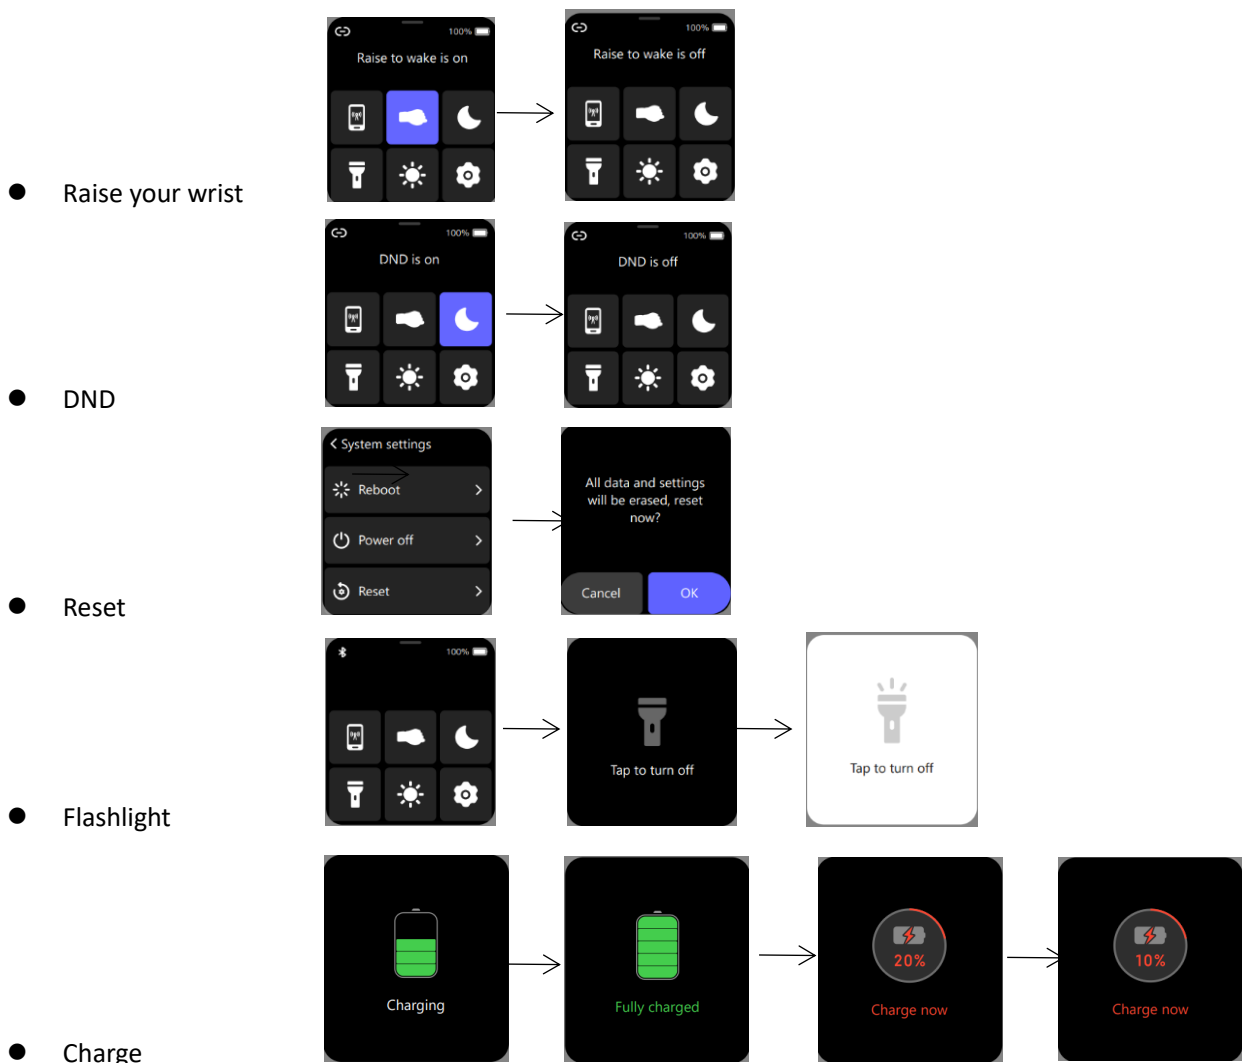 100%
Raise to wake is on
100%
Raise to wake is off
Raise your wrist
100%
DND is on
100%
DND is off
DND
System settings
Reboot
Power off
Reset
All data and settings
will be erased, reset
now?
Cancel
OK
Reset
100%
Tap to turn off
Tap to turn off
Flashlight
Charging
Fully charged
20%
Charge now
10%
Charge now
Charge